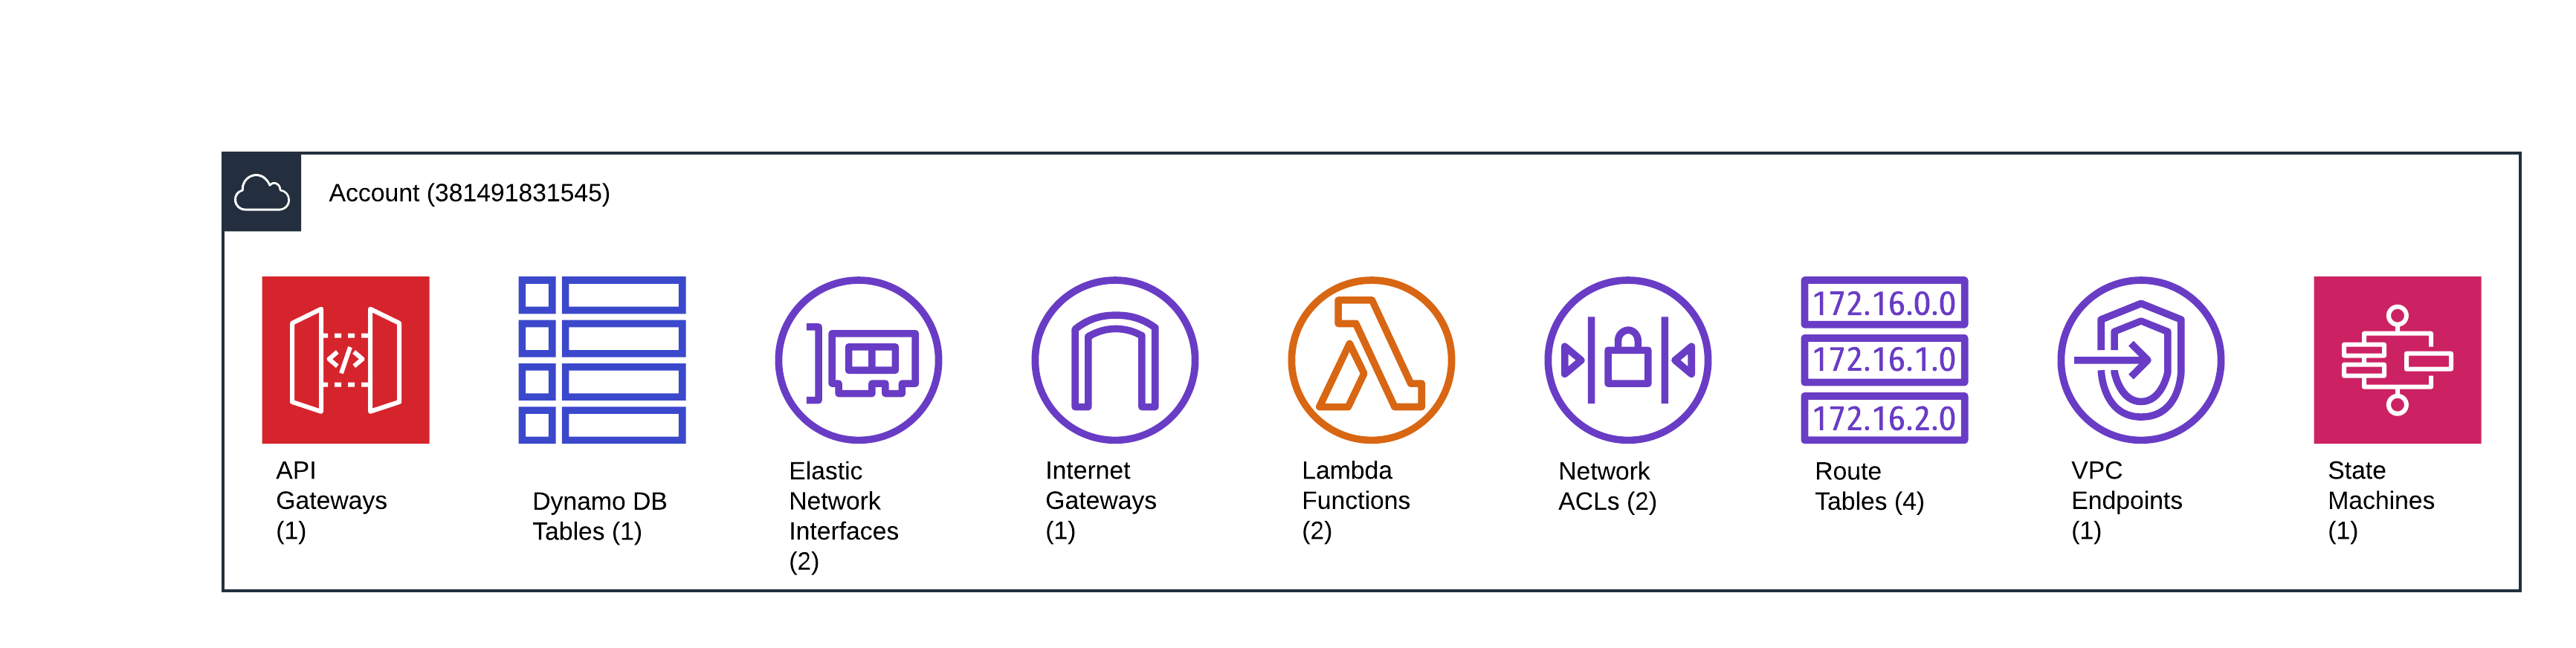 Account (381491831545)
</>
172.16.0.0
172.16.1.0
172.16.2.0
API
Gateways
(1)
Dynamo DB
Tables (1)
Elastic
Network
Interfaces
(2)
Internet
Gateways
(1)
Lambda
Functions
(2)
Network
ACLs (2)
Route
Tables (4)
VPC
Endpoints
(1)
State
Machines
(1)